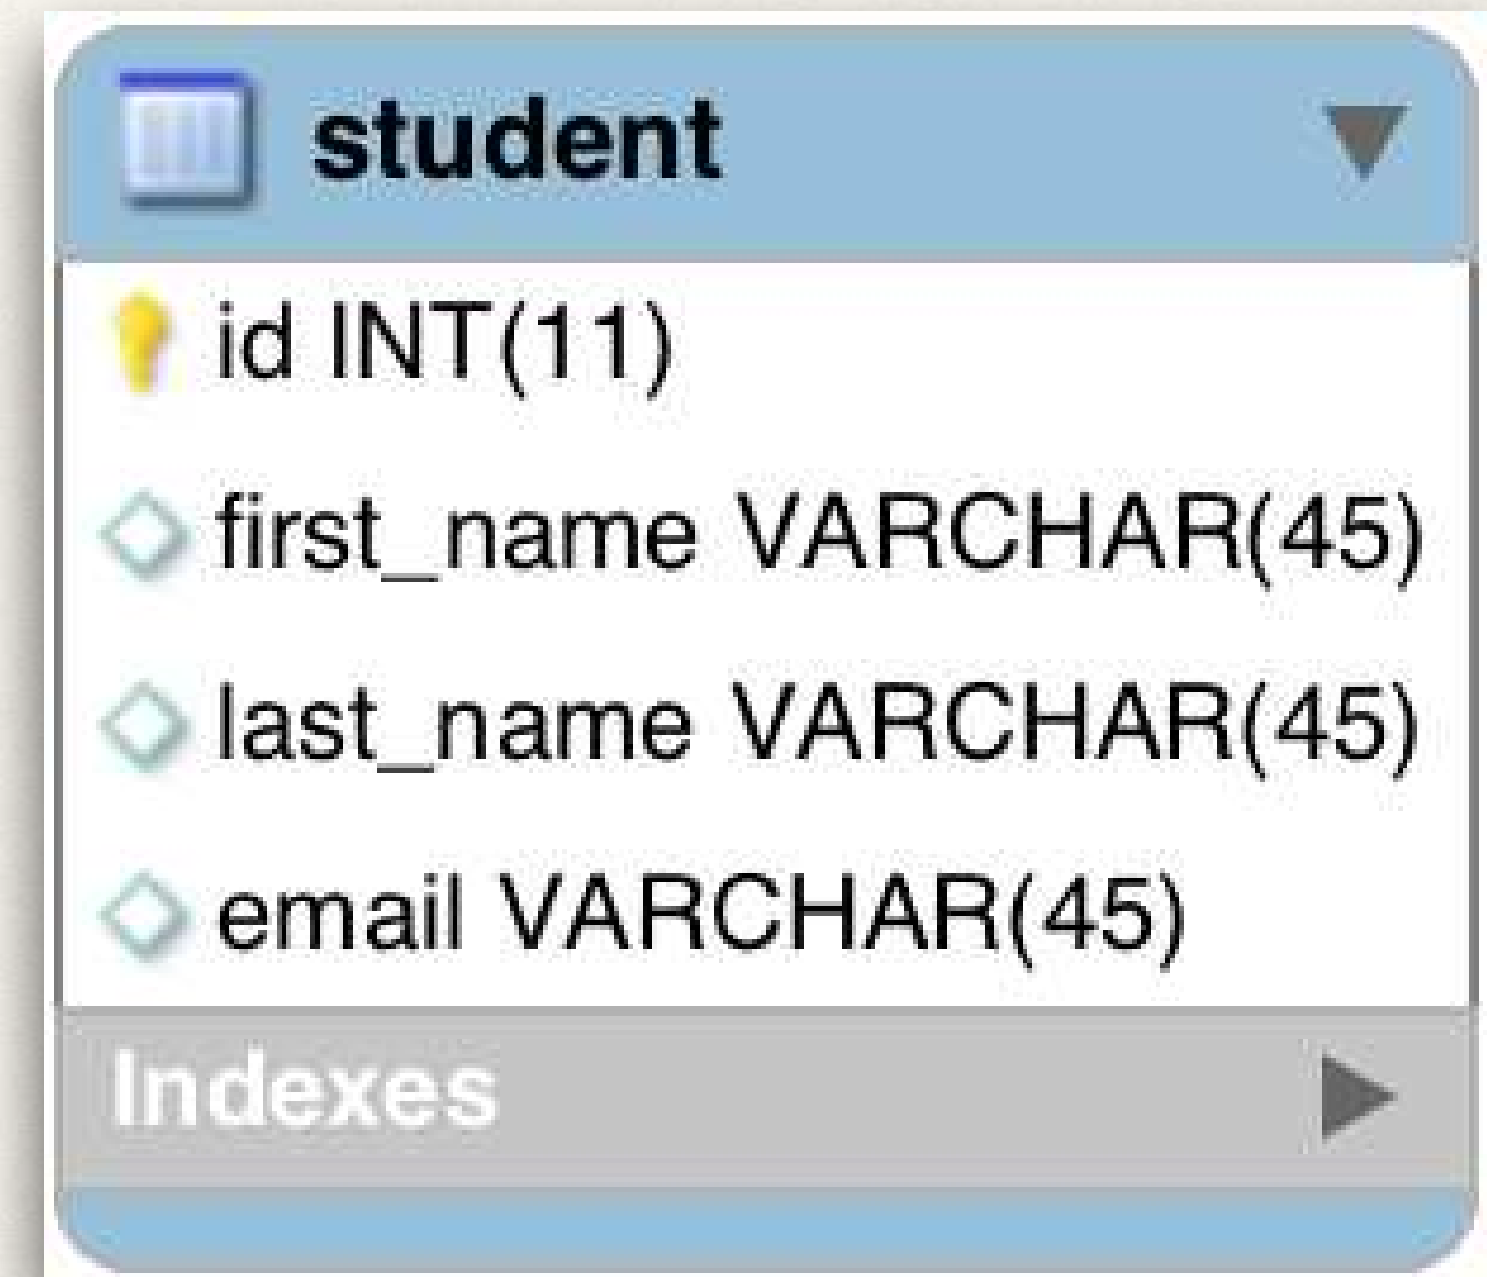 student
id INT(11)
first_name VARCHAR(45)
last_name VARCHAR(45)
email VARCHAR(45)
Indexes